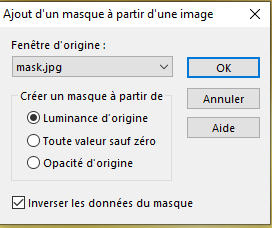 Ajout d'un masque à partir d'une image
Fenêtre d'origine :
mask.jpg
OK
Annuler
Aide
Créer un masque à partir de
Luminance d'origine
Toute valeur sauf zéro
Opacité d'origine
Inverser les données du masque